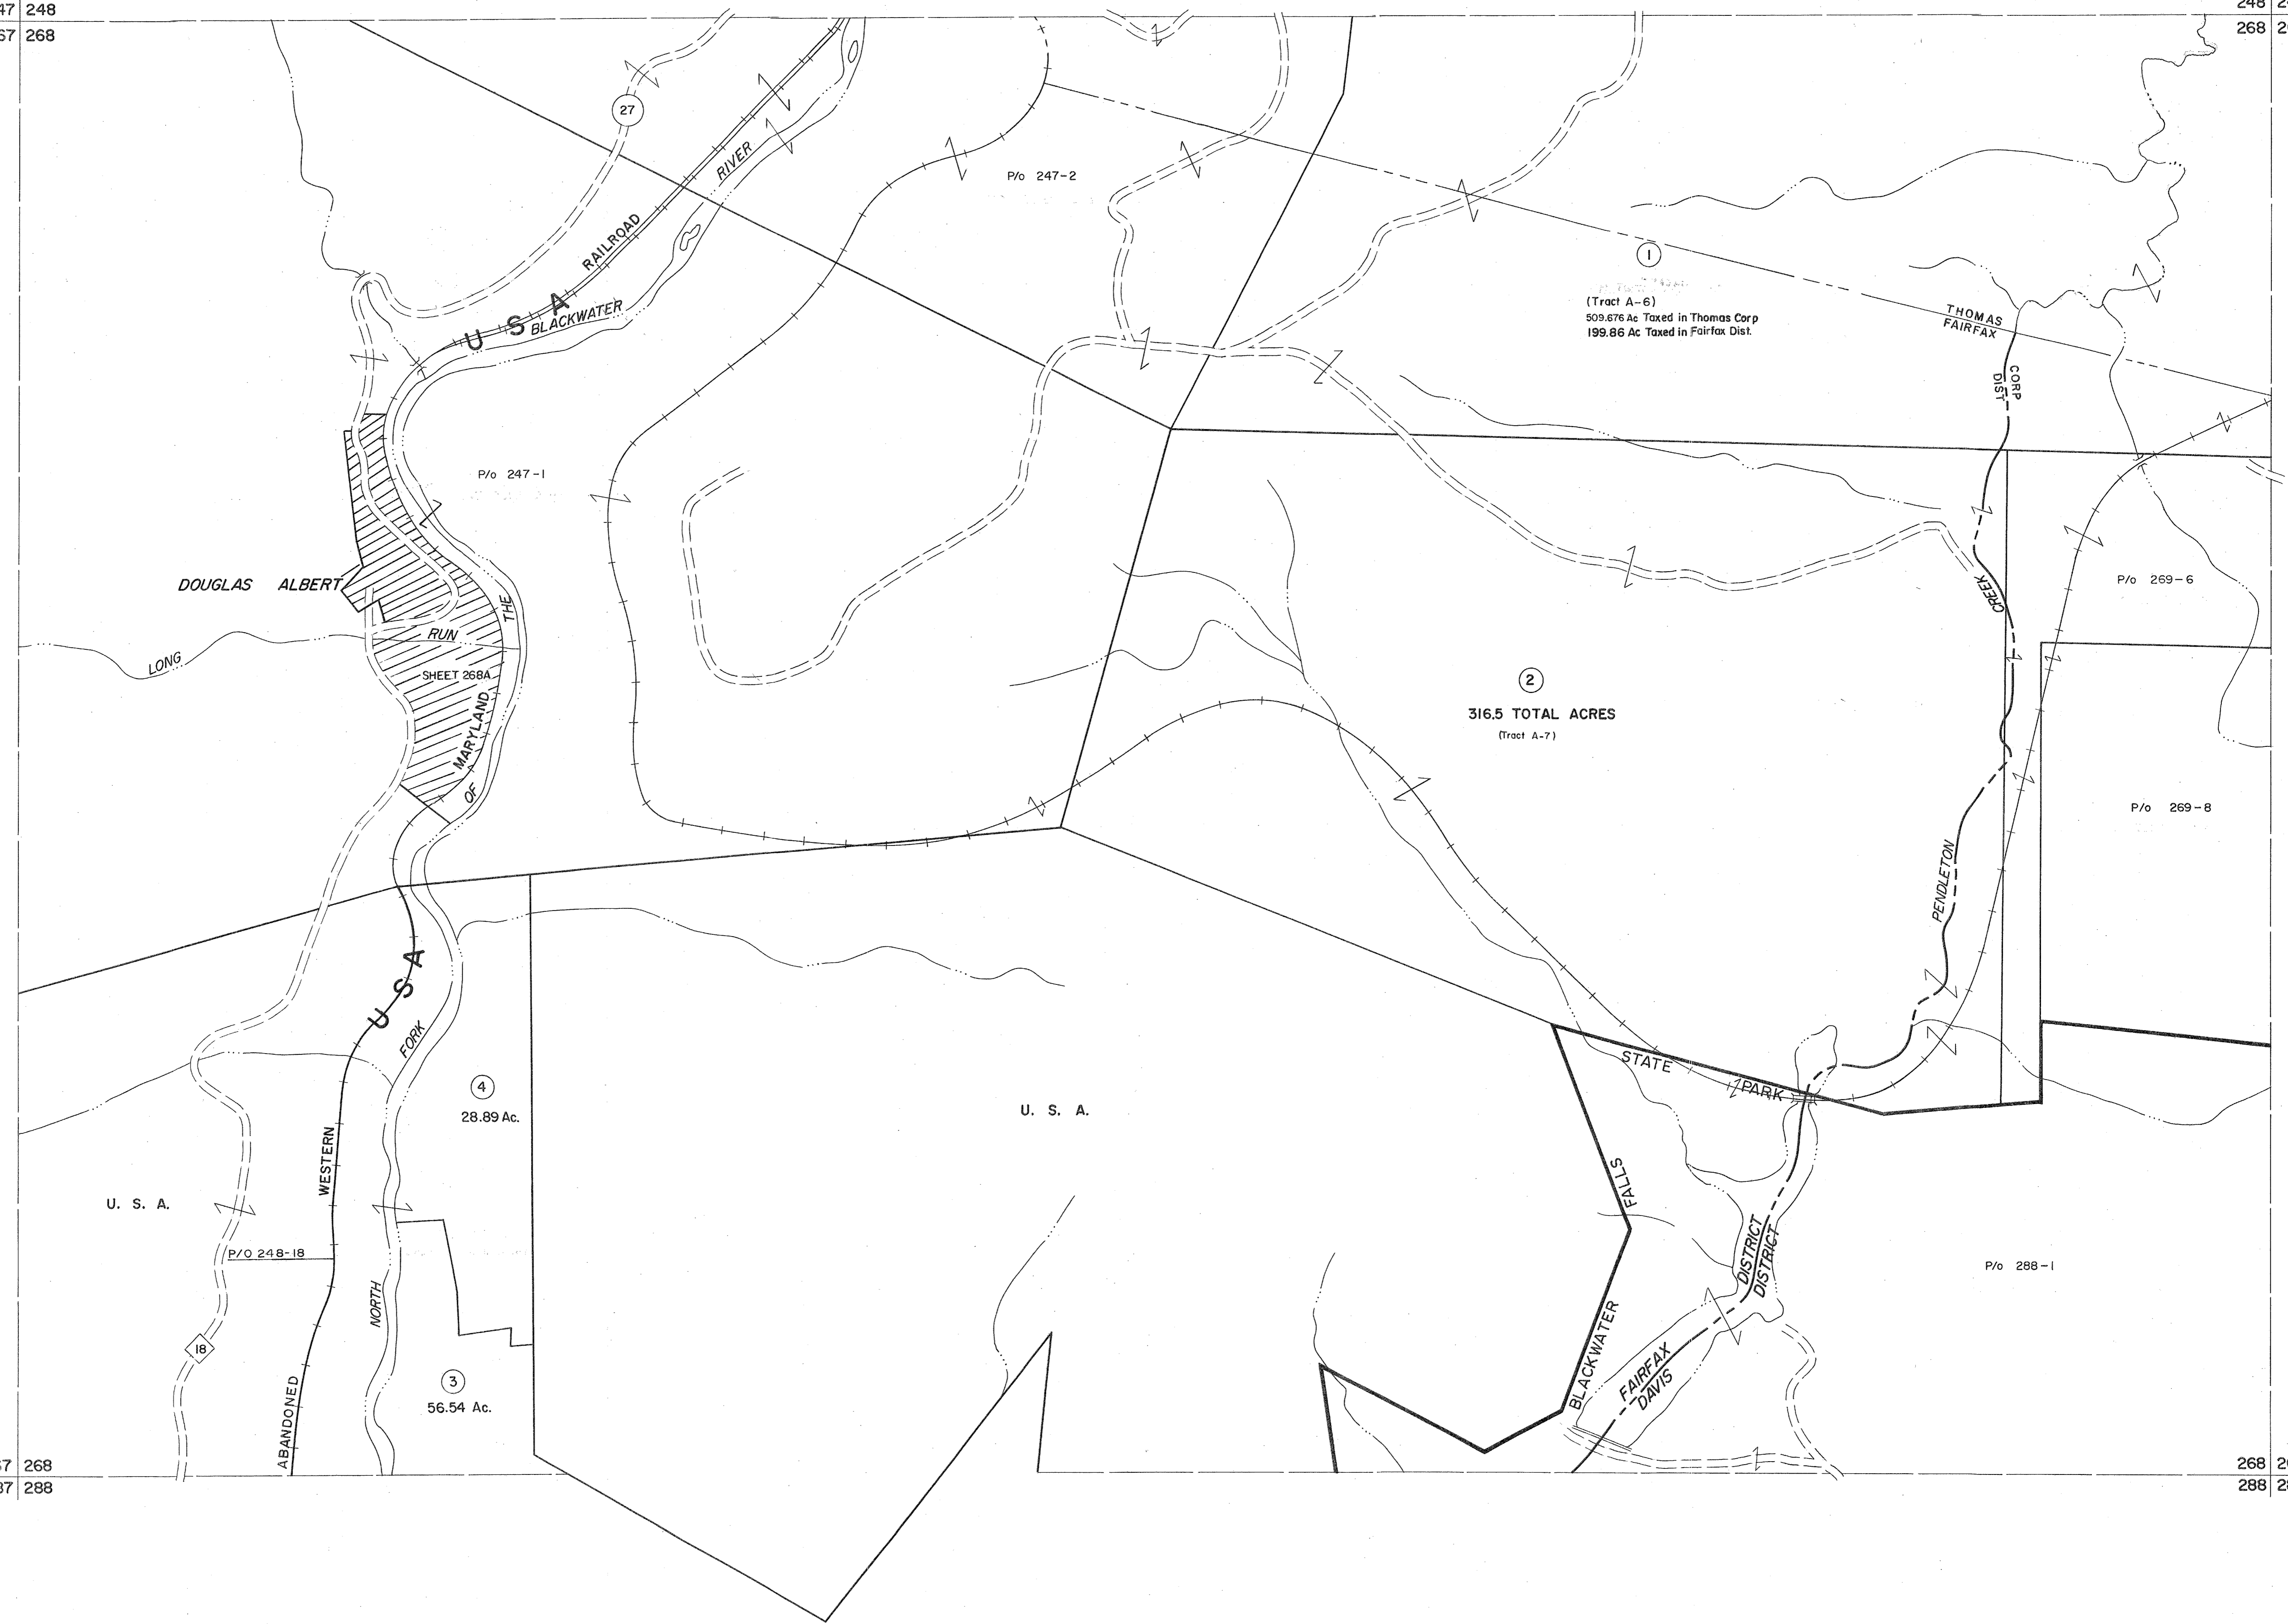 47 248
67 268
248
268
27
RIVER
RAILROAD
U S A
BLACKWATER
P/o 247-2
1
(Tract A-6)
509.676 Ac Taxed in Thomas Corp
199.86 Ac Taxed in Fairfax Dist.
THOMAS
FAIRFAX
CORP
DIST
P/o 247-1
DOUGLAS ALBERT
THE
RUN
LONG
SHEET 268A
MARYLAND
OF
CREEK
P/o 269-6
2
316.5 TOTAL ACRES
(Tract A-7)
P/o 269-8
PENDLETON
U S A
FORK
STATE
PARK
4
28.89 Ac.
U. S. A.
U. S. A.
WESTERN
FALLS
P/O 248-18
DISTRICT
DISTRICT
P/o 288-1
NORTH
18
BLACKWATER
FAIRFAX
DAVIS
3
56.54 Ac.
ABANDONED
67 268
87 288
268
288